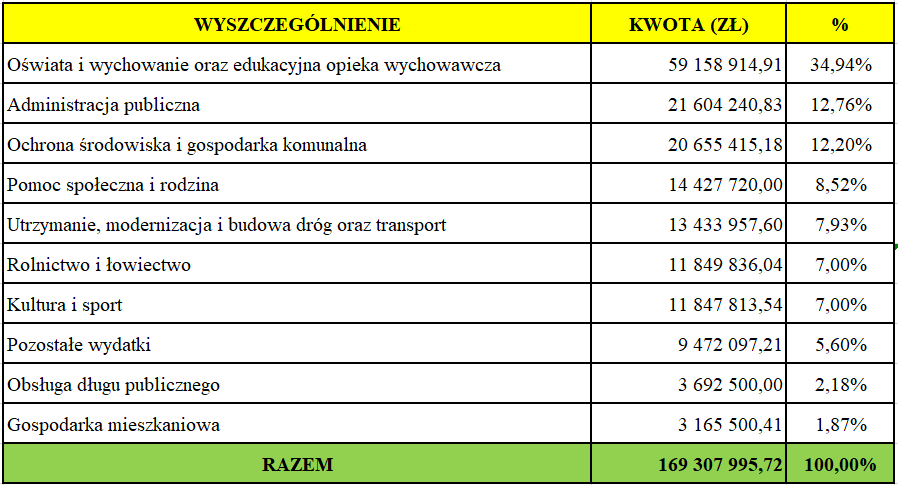 WYSZCZEGÓLNIENIE KWOTA (ZŁ) %
Oświata i wychowanie oraz edukacyjna opieka wychowawcza 59 158 914,91 34,94%
Administracja publiczna 21 604 240,83 12,76%
Ochrona środowiska i gospodarka komunalna 20 655 415,18 12,20%
Pomoc społeczna i rodzina 14 427 720,00 8,52%
Utrzymanie, modernizacja i budowa dróg oraz transport 13 433 957,60 7,93%
Rolnictwo i łowiectwo 11 849 836,04 7,00%
Kultura i sport 11 847 813,54 7,00%
Pozostałe wydatki 9 472 097,21 5,60%
Obsługa długu publicznego 3 692 500,00 2,18%
Gospodarka mieszkaniowa 3 165 500,41 1,87%
RAZEM 169 307 995,72 100,00%